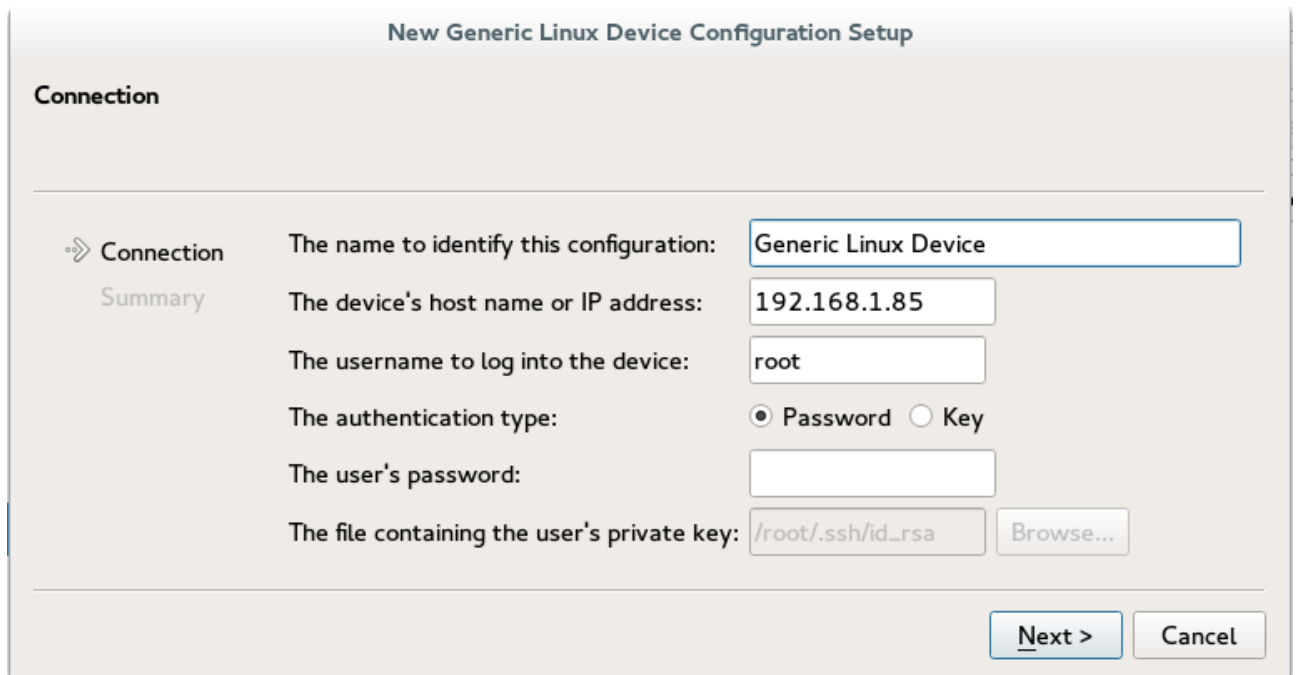 New Generic Linux Device Configuration Setup
Connection
Connection
Summary
The name to identify this configuration: Generic Linux Device
The device's host name or IP address: 192.168.1.85
The username to log into the device: root
The authentication type: Password Key
The user's password:
The file containing the user's private key: /root/.ssh/id_rsa Browse...
Next > Cancel